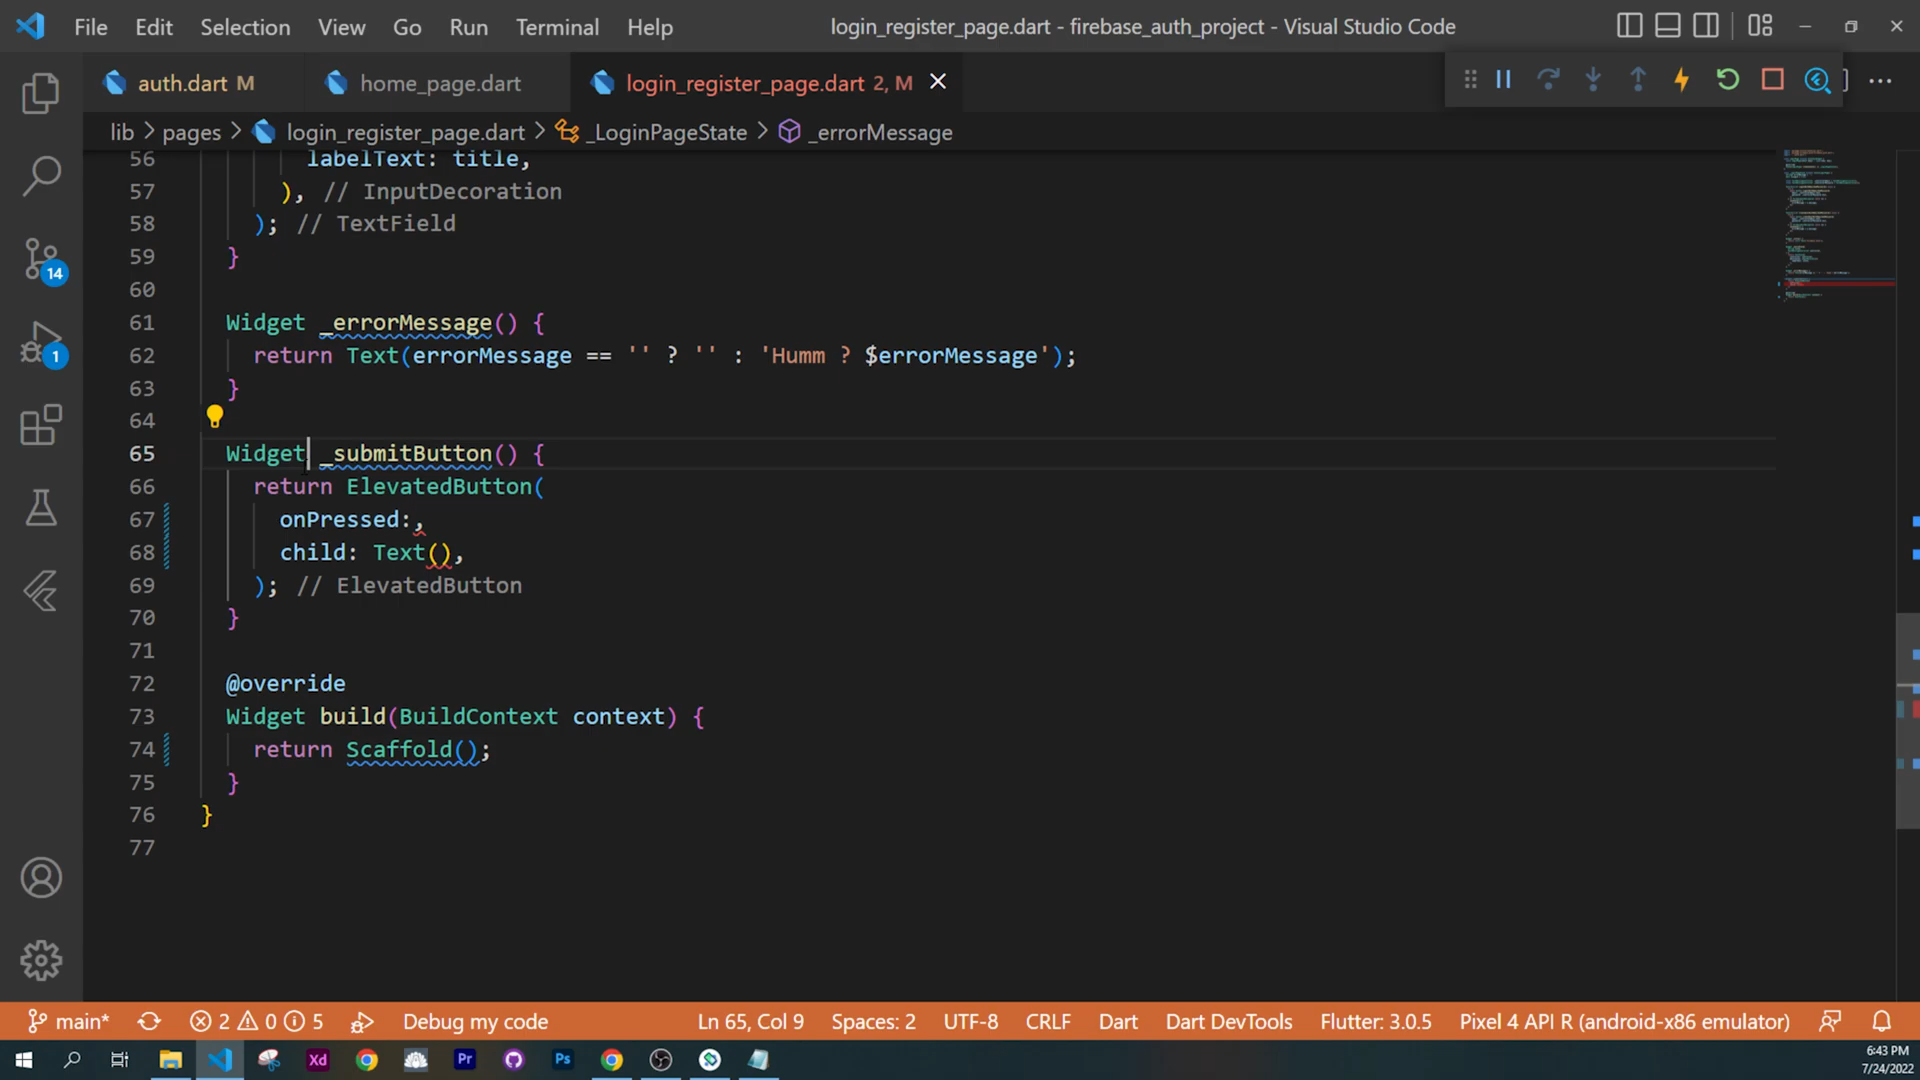 File Edit Selection View Go Run Terminal Help login_register_page.dart - firebase_auth_project - Visual Studio Code
auth.dart M home_page.dart login_register_page.dart 2, M
lib > pages > login_register_page.dart > _LoginPageState > _errorMessage
56 labelText: title,
57 ), // InputDecoration
58 ); // TextField
59 }
60
61 Widget _errorMessage() {
62 return Text(errorMessage == '' ? '' : 'Humm ? $errorMessage');
63 }
64
65 Widget _submitButton() {
66 return ElevatedButton(
67 onPressed:,
68 child: Text(),
69 ); // ElevatedButton
70 }
71
72 @override
73 Widget build(BuildContext context) {
74 return Scaffold();
75 }
76 }
77
14
1
main* 2 0 5 Debug my code Ln 65, Col 9 Spaces: 2 UTF-8 CRLF Dart Dart DevTools Flutter: 3.0.5 Pixel 4 API R (android-x86 emulator)
Xd Pr Ps
6:43 PM
7/24/2022